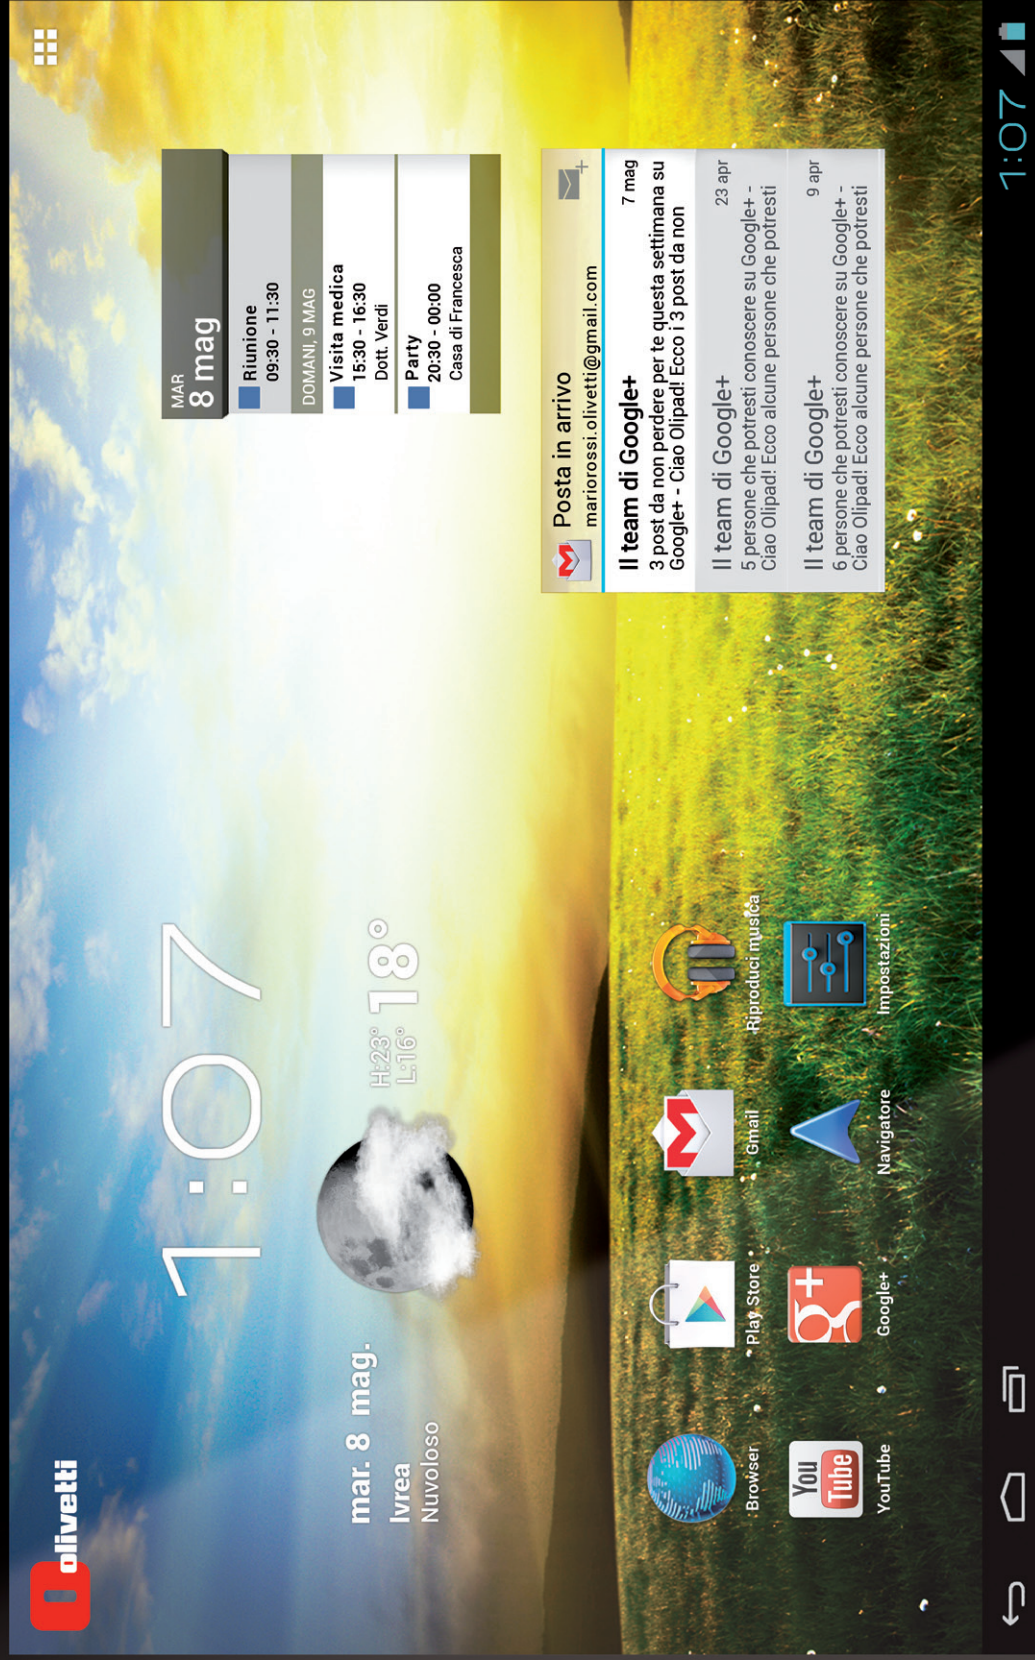 olivetti
1:07
mar. 8 mag.
Ivrea
Nuvoloso
H:23°
L:16°
18°
MAR
8 mag
Riunione
09:30 - 11:30
DOMANI, 9 MAG
Visita medica
15:30 - 16:30
Dott. Verdi
Party
20:30 - 00:00
Casa di Francesca
Posta in arrivo
mariorossi.olivetti@gmail.com
Il team di Google+ 7 mag
3 post da non perdere per te questa settimana su
Google+ - Ciao Olipad! Ecco i 3 post da non
Il team di Google+ 23 apr
5 persone che potresti conoscere su Google+ -
Ciao Olipad! Ecco alcune persone che potresti
Il team di Google+ 9 apr
6 persone che potresti conoscere su Google+ -
Ciao Olipad! Ecco alcune persone che potresti
Browser Play Store Gmail Riproduci musica
You
Tube
g+
YouTube Google+ Navigatore Impostazioni
1:07